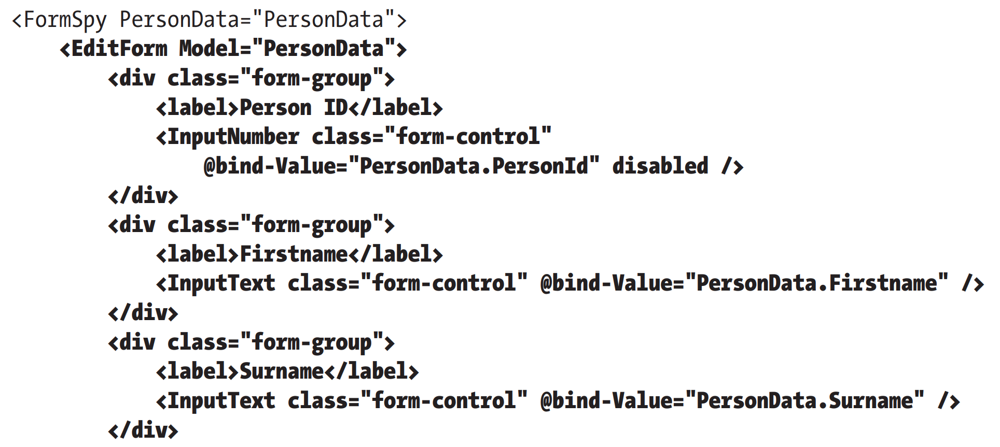 <FormSpy PersonData="PersonData">
    <EditForm Model="PersonData">
        <div class="form-group">
            <label>Person ID</label>
            <InputNumber class="form-control"
                @bind-Value="PersonData.PersonId" disabled />
        </div>
        <div class="form-group">
            <label>Firstname</label>
            <InputText class="form-control" @bind-Value="PersonData.Firstname" />
        </div>
        <div class="form-group">
            <label>Surname</label>
            <InputText class="form-control" @bind-Value="PersonData.Surname" />
        </div>